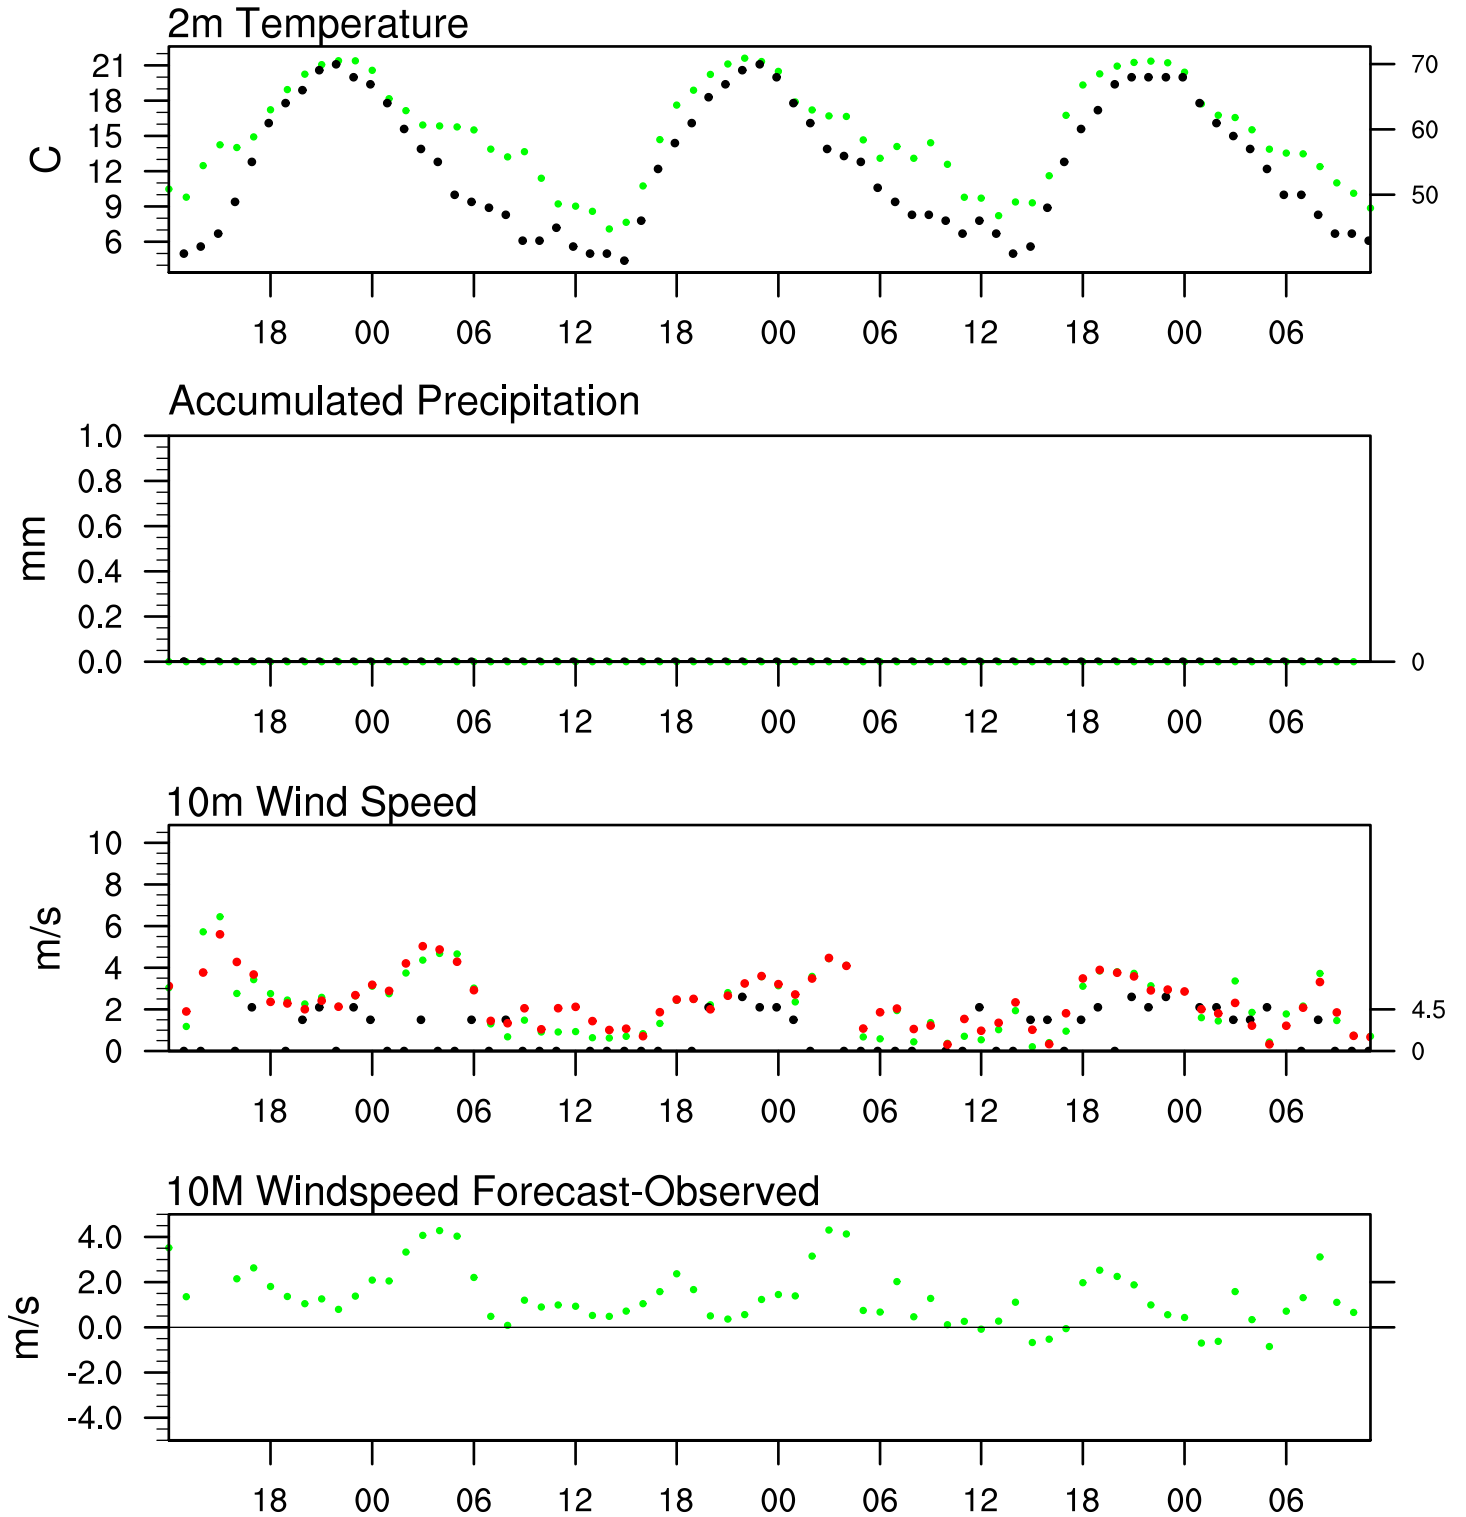 2m Temperature
21
18
15
12
9
6
C
70
60
50
18 00 06 12 18 00 06 12 18 00 06
Accumulated Precipitation
1.0
0.8
0.6
0.4
0.2
0.0
mm
0
18 00 06 12 18 00 06 12 18 00 06
10m Wind Speed
10
8
6
4
2
0
m/s
4.5
0
18 00 06 12 18 00 06 12 18 00 06
10M Windspeed Forecast-Observed
4.0
2.0
0.0
-2.0
-4.0
m/s
18 00 06 12 18 00 06 12 18 00 06